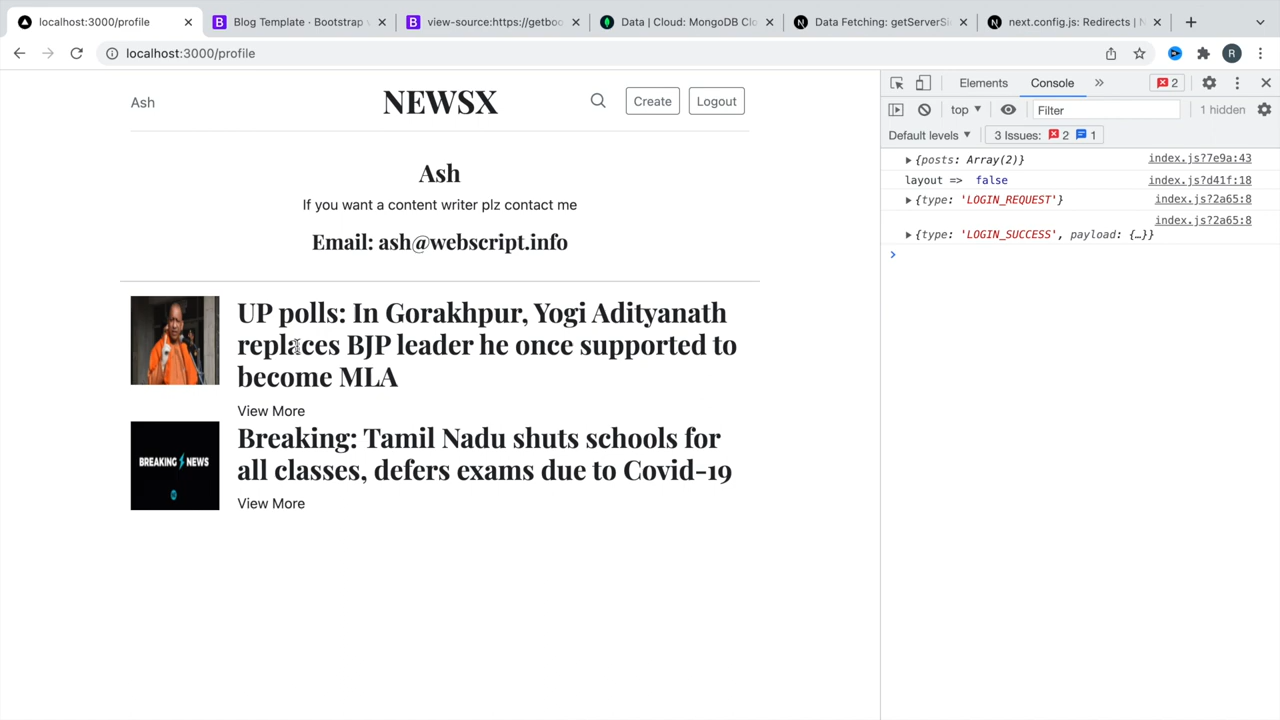 localhost:3000/profile
Blog Template · Bootstrap v
view-source:https://getboo
Data | Cloud: MongoDB Clo
Data Fetching: getServerSi
next.config.js: Redirects | N
localhost:3000/profile
R
Ash
NEWSX
Create
Logout
Ash
If you want a content writer plz contact me
Email: ash@webscript.info
UP polls: In Gorakhpur, Yogi Adityanath
replaces BJP leader he once supported to
become MLA
View More
BREAKING NEWS
Breaking: Tamil Nadu shuts schools for
all classes, defers exams due to Covid-19
View More
Elements
Console
2
top
Filter
1 hidden
Default levels
3 Issues: 2 1
{posts: Array(2)}
index.js?7e9a:43
layout => false
index.js?d41f:18
{type: 'LOGIN_REQUEST'}
index.js?2a65:8
index.js?2a65:8
{type: 'LOGIN_SUCCESS', payload: {…}}